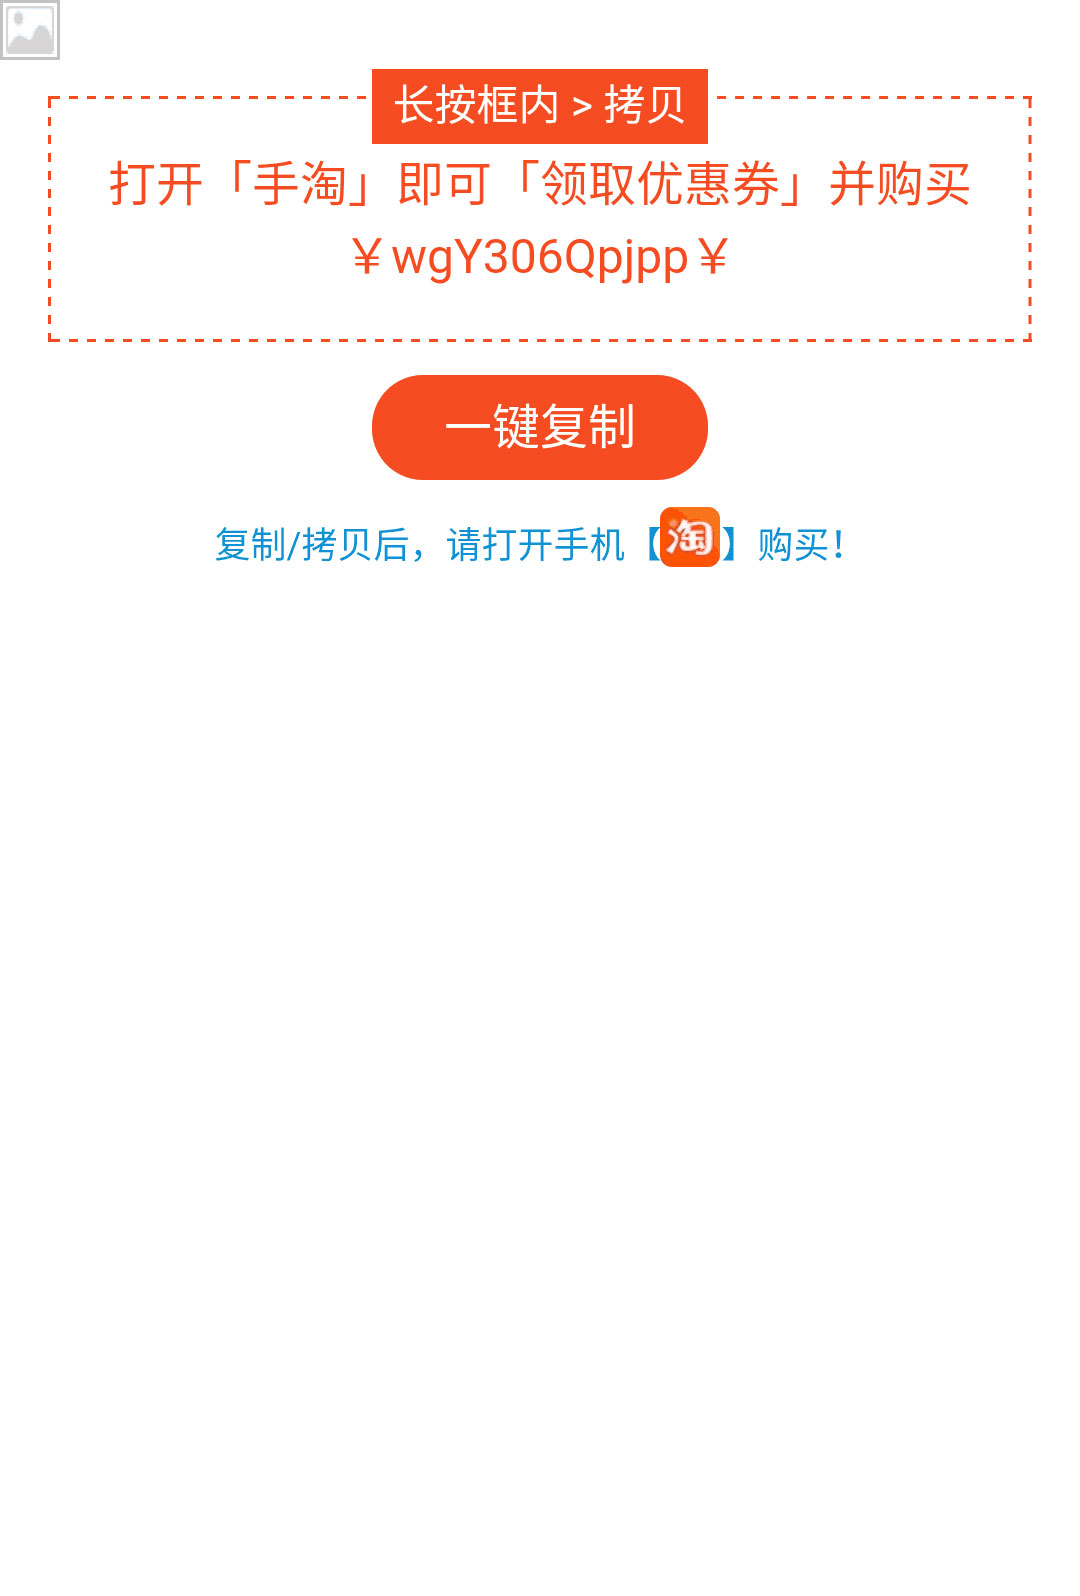 长按框内 > 拷贝
打开「手淘」即可「领取优惠券」并购买
￥wgY306Qpjpp￥
一键复制
复制/拷贝后，请打开手机【淘】购买！